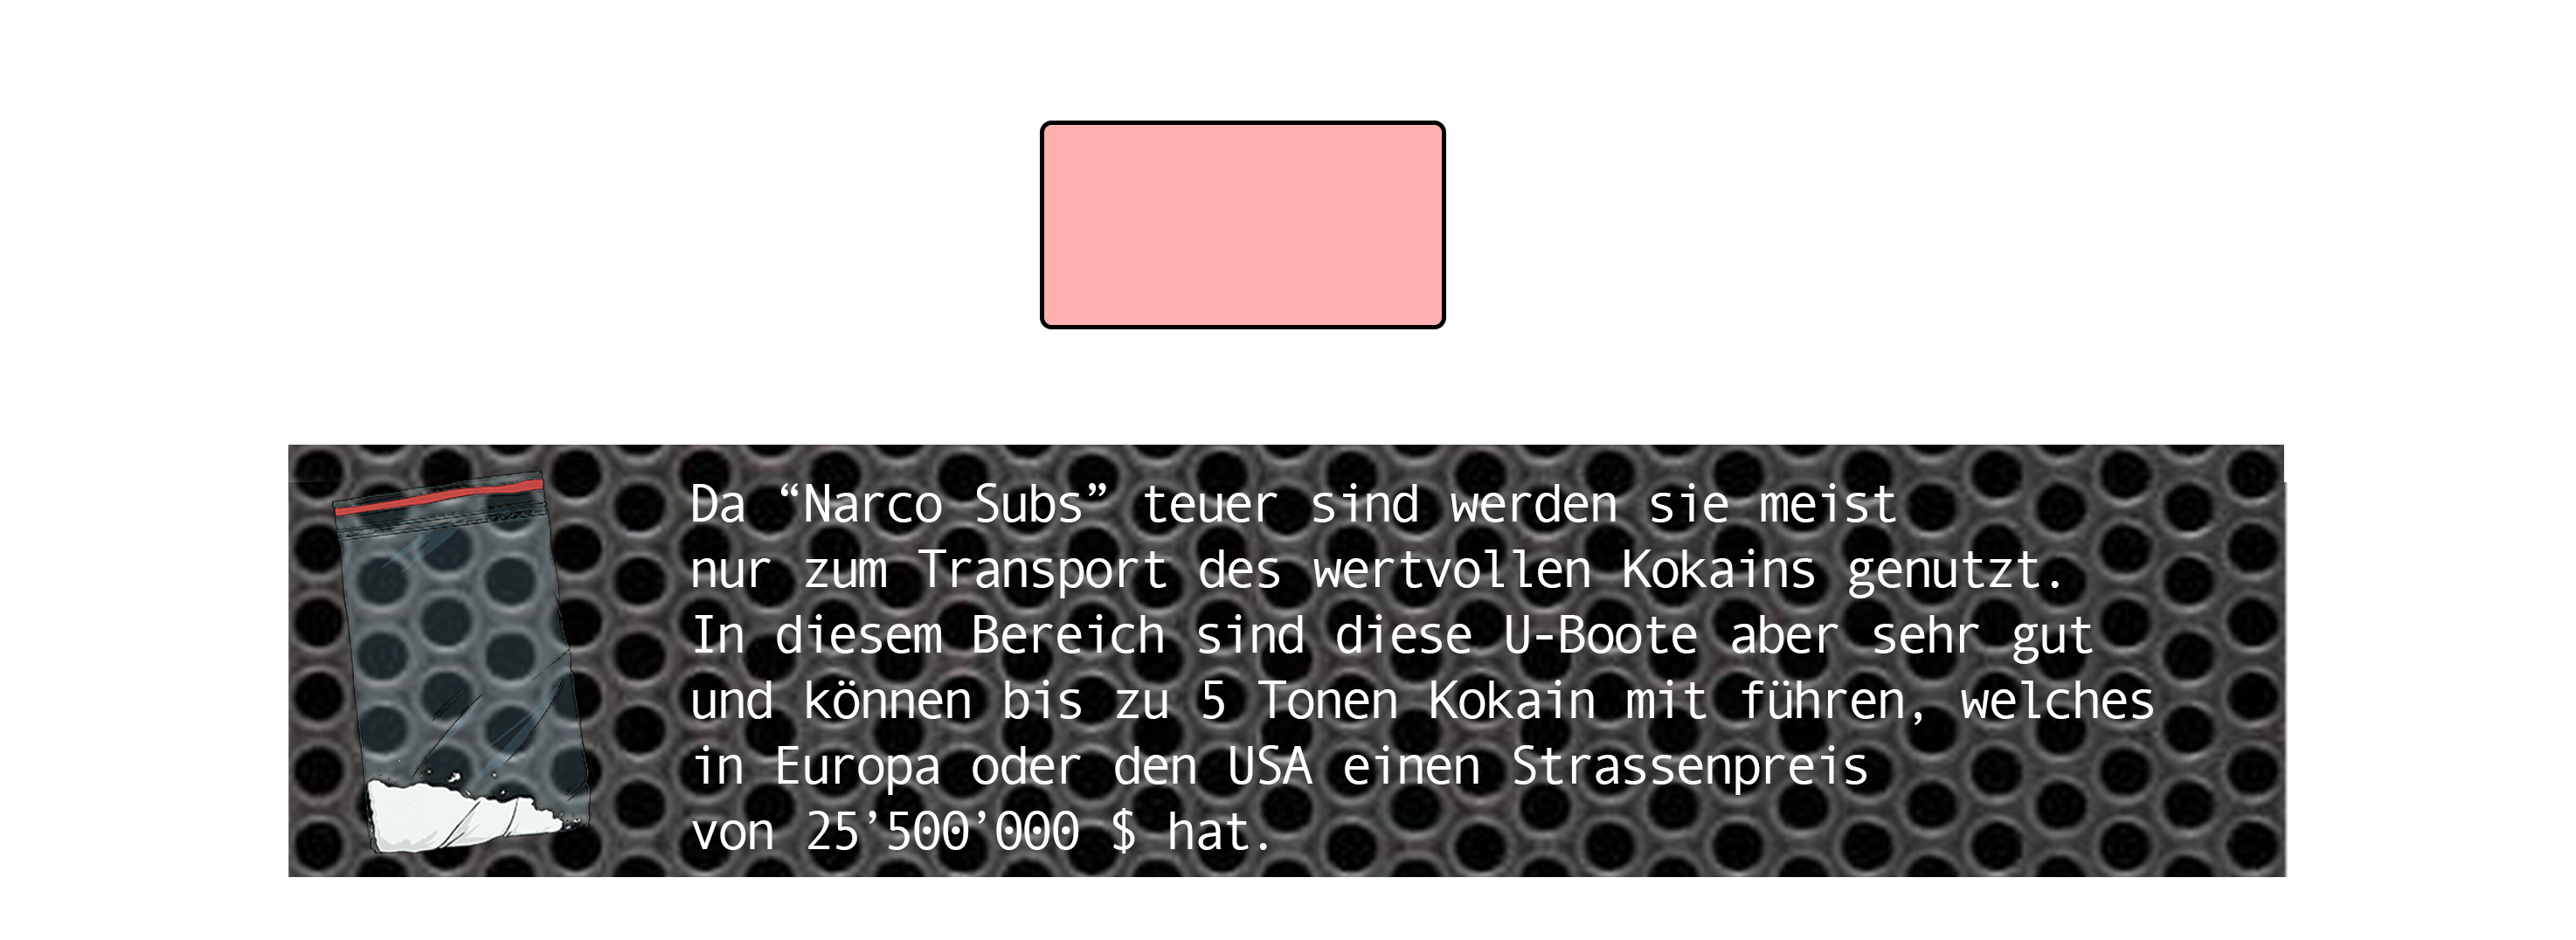 Da “Narco Subs” teuer sind werden sie meist
nur zum Transport des wertvollen Kokains genutzt.
In diesem Bereich sind diese U-Boote aber sehr gut
und können bis zu 5 Tonen Kokain mit führen, welches
in Europa oder den USA einen Strassenpreis
von 25’500’000 $ hat.